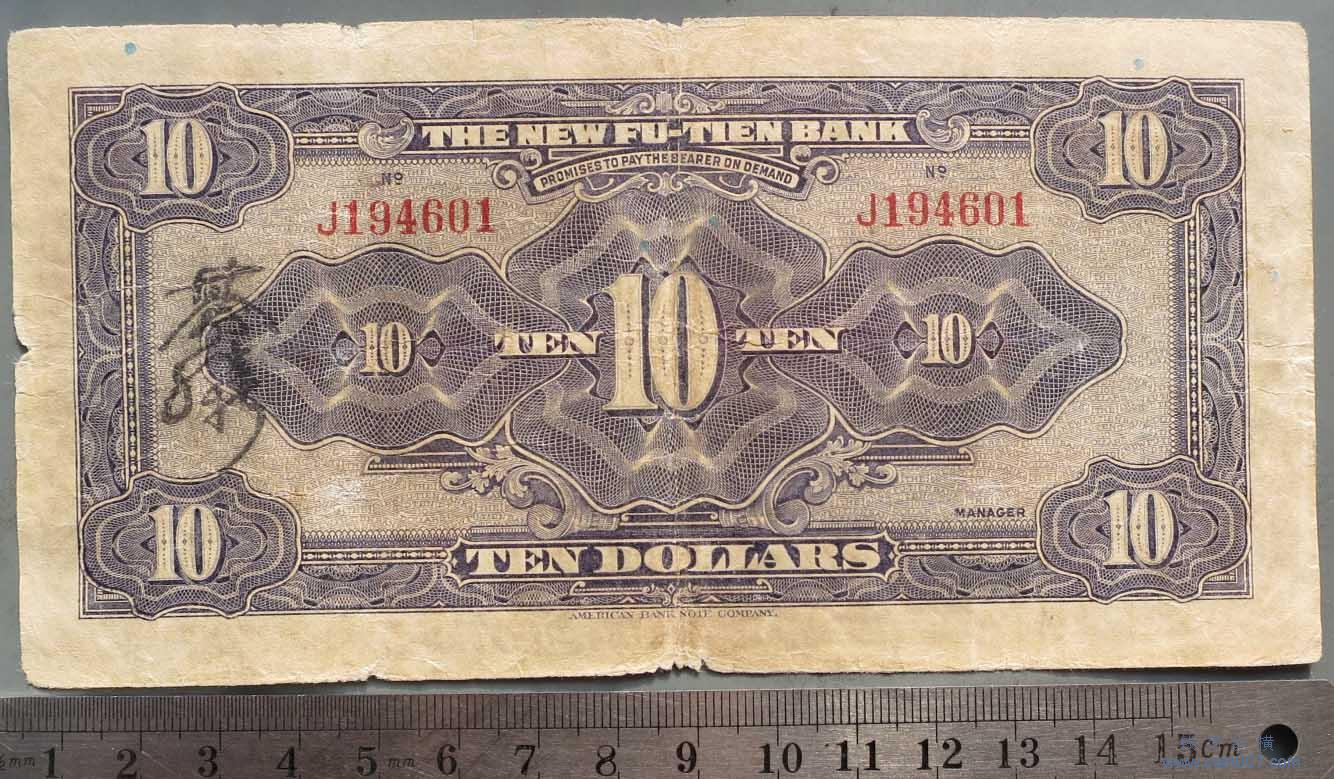 THE NEW FU-TIEN BANK
PROMISES TO PAY THE BEARER ON DEMAND
10 10
Nº Nº
J194601 J194601
10 TEN 10 TEN 10
MANAGER
10 10
TEN DOLLARS
AMERICAN BANK NOTE COMPANY.
1 2 3 4 5 mm 6 7 8 9 10 11 12 13 14 15 cm